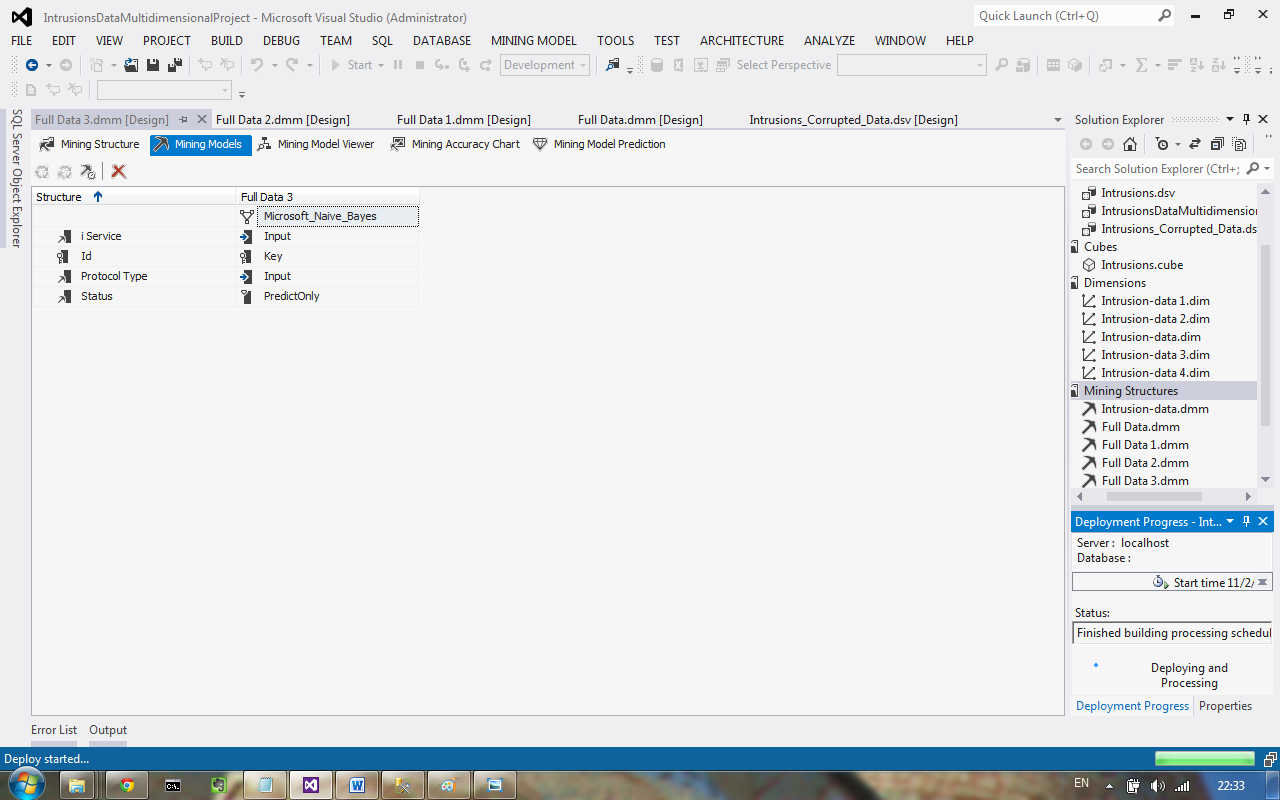 IntrusionsDataMultidimensionalProject - Microsoft Visual Studio (Administrator)
Quick Launch (Ctrl+Q)
FILE EDIT VIEW PROJECT BUILD DEBUG TEAM SQL DATABASE MINING MODEL TOOLS TEST ARCHITECTURE ANALYZE WINDOW HELP
Start Development Select Perspective
SQL Server Object Explorer
Full Data 3.dmm [Design] Full Data 2.dmm [Design] Full Data 1.dmm [Design] Full Data.dmm [Design] Intrusions_Corrupted_Data.dsv [Design]
Mining Structure Mining Models Mining Model Viewer Mining Accuracy Chart Mining Model Prediction
Structure Full Data 3
Microsoft_Naive_Bayes
i Service Input
Id Key
Protocol Type Input
Status PredictOnly
Solution Explorer
Search Solution Explorer (Ctrl+;
Intrusions.dsv
IntrusionsDataMultidimension
Intrusions_Corrupted_Data.ds
Cubes
Intrusions.cube
Dimensions
Intrusion-data 1.dim
Intrusion-data 2.dim
Intrusion-data.dim
Intrusion-data 3.dim
Intrusion-data 4.dim
Mining Structures
Intrusion-data.dmm
Full Data.dmm
Full Data 1.dmm
Full Data 2.dmm
Full Data 3.dmm
Deployment Progress - Int...
Server : localhost
Database :
Start time 11/2/
Status:
Finished building processing schedul
Deploying and
Processing
Deployment Progress Properties
Error List Output
Deploy started...
EN 22:33